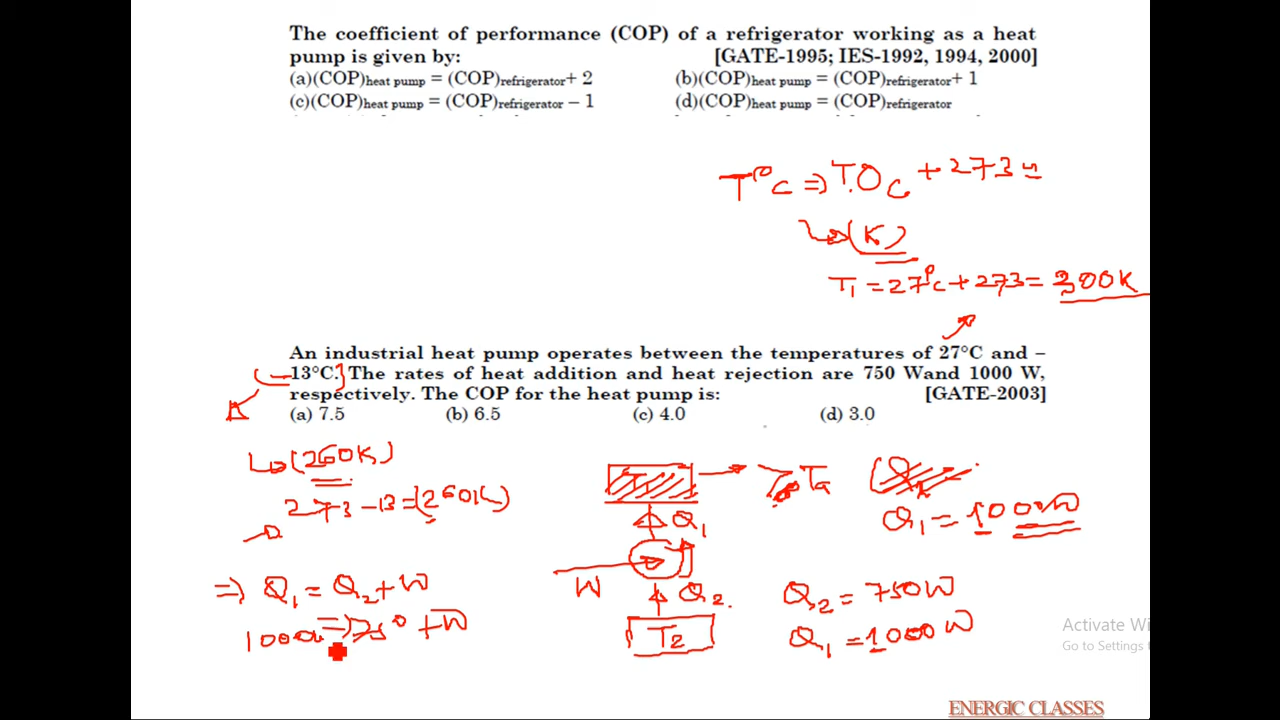 The coefficient of performance (COP) of a refrigerator working as a heat
pump is given by: [GATE-1995; IES-1992, 1994, 2000]
(a)(COP)heat pump = (COP)refrigerator + 2 (b)(COP)heat pump = (COP)refrigerator + 1
(c)(COP)heat pump = (COP)refrigerator – 1 (d)(COP)heat pump = (COP)refrigerator
T°C ⇒ T.0c + 273
(K)
T1 = 27°C + 273 = 300K
An industrial heat pump operates between the temperatures of 27°C and –
13°C. The rates of heat addition and heat rejection are 750 Wand 1000 W,
respectively. The COP for the heat pump is: [GATE-2003]
(a) 7.5 (b) 6.5 (c) 4.0 (d) 3.0
(260K)
273 – 13 = (260K)
Q1 = 1000W
Q1
W
Q2
T2
⇒ Q1 = Q2 + W
Q2 = 750W
Q1 = 1000W
Activate Wi
Go to Settings
ENERGIC CLASSES